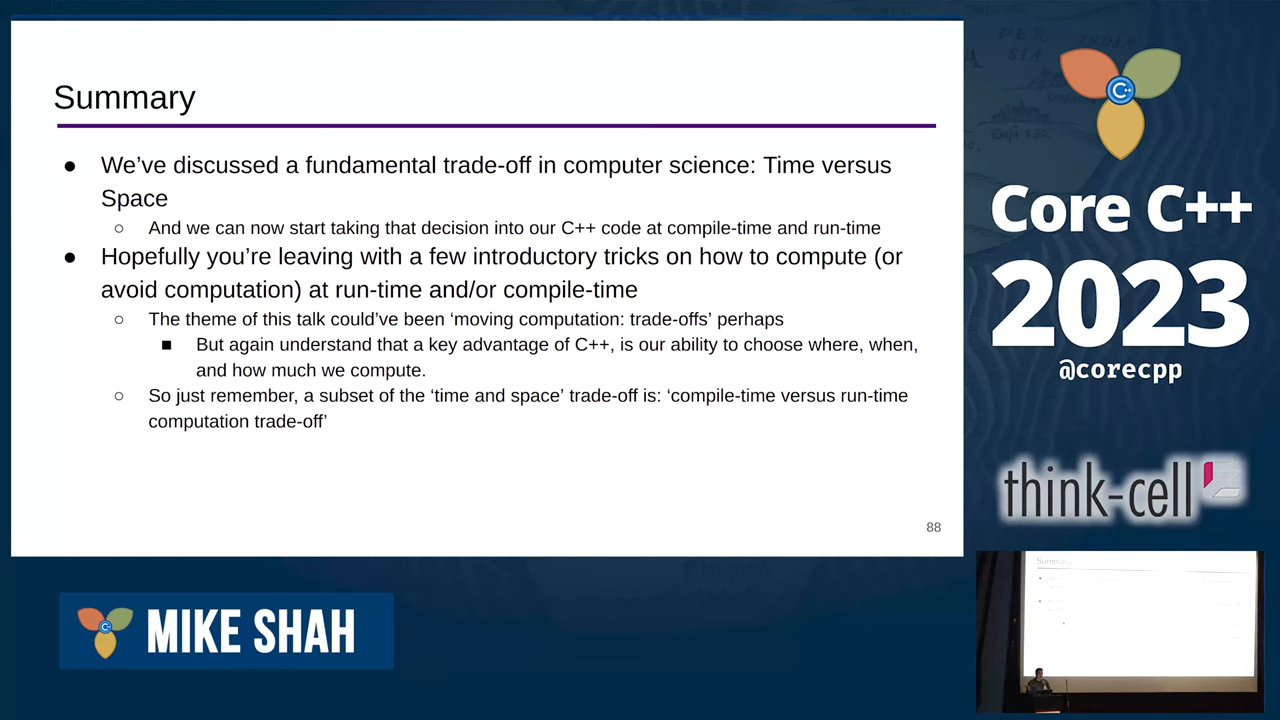 Summary
● We’ve discussed a fundamental trade-off in computer science: Time versus
Space
○ And we can now start taking that decision into our C++ code at compile-time and run-time
● Hopefully you’re leaving with a few introductory tricks on how to compute (or
avoid computation) at run-time and/or compile-time
○ The theme of this talk could’ve been ‘moving computation: trade-offs’ perhaps
■ But again understand that a key advantage of C++, is our ability to choose where, when,
and how much we compute.
○ So just remember, a subset of the ‘time and space’ trade-off is: ‘compile-time versus run-time
computation trade-off’
88
MIKE SHAH
PER
SIA
INDIA
C++
Core C++
2023
@corecpp
think-cell
Summary